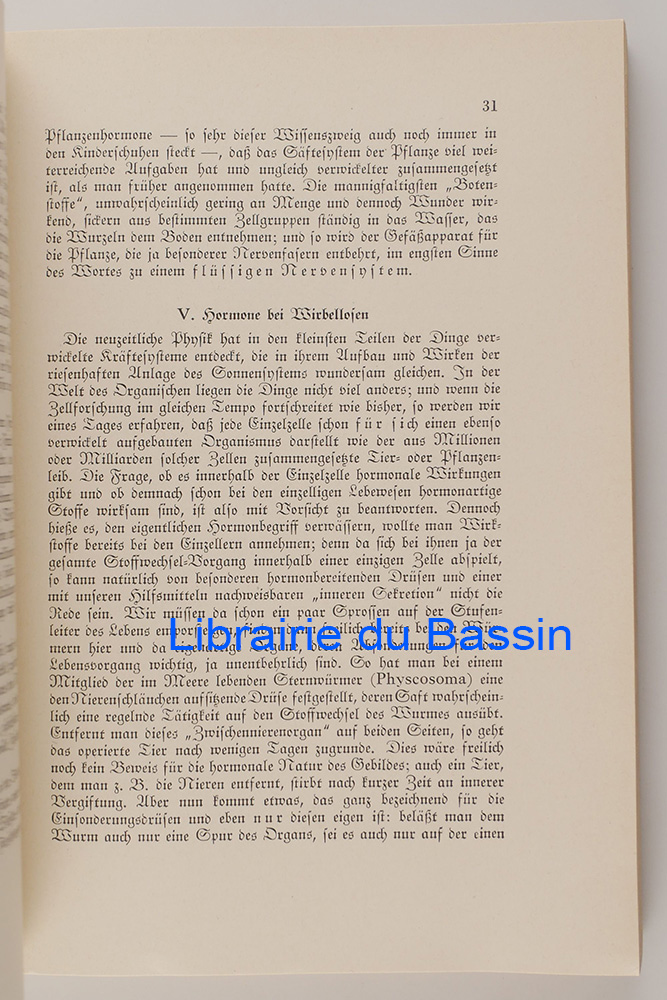 31
Pflanzenhormone — so sehr dieser Wissenszweig auch noch immer in
den Kinderschuhen steckt —, daß das Säftesystem der Pflanze viel wei-
terreichende Aufgaben hat und ungleich verwickelter zusammengesetzt
ist, als man früher angenommen hatte. Die mannigfaltigsten „Boten-
stoffe“, unwahrscheinlich gering an Menge und dennoch Wunder wir-
kend, sickern aus bestimmten Zellgruppen ständig in das Wasser, das
die Wurzeln dem Boden entnehmen; und so wird der Gefäßapparat für
die Pflanze, die ja besonderer Nervenfasern entbehrt, im engsten Sinne
des Wortes zu einem flüssigen Nervensystem.
V. Hormone bei Wirbellosen
Die neuzeitliche Physik hat in den kleinsten Teilen der Dinge ver-
wickelte Kräftesysteme entdeckt, die in ihrem Aufbau und Wirken der
riesenhaften Anlage des Sonnensystems wundersam gleichen. In der
Welt des Organischen liegen die Dinge nicht viel anders; und wenn die
Zellforschung im gleichen Tempo fortschreitet wie bisher, so werden wir
eines Tages erfahren, daß jede Einzelzelle schon für sich einen ebenso
verwickelt aufgebauten Organismus darstellt wie der aus Millionen
oder Milliarden solcher Zellen zusammengesetzte Tier- oder Pflanzen-
leib. Die Frage, ob es innerhalb der Einzelzelle hormonale Wirkungen
gibt und ob demnach schon bei den einzelligen Lebewesen hormonartige
Stoffe wirksam sind, ist also mit Vorsicht zu beantworten. Dennoch
hieße es, den eigentlichen Hormonbegriff verwässern, wollte man Wirk-
stoffe bereits bei den Einzellern annehmen; denn da sich bei ihnen ja der
gesamte Stoffwechsel-Vorgang innerhalb einer einzigen Zelle abspielt,
so kann natürlich von besonderen hormonbereitenden Drüsen und einer
mit unseren Hilfsmitteln nachweisbaren „inneren Sekretion“ nicht die
Rede sein. Wir müssen da schon ein paar Sprossen auf der Stufen-
leiter des Lebens emporsteigen, finden dann freilich bereits bei den Wür-
mern hier und da eigenartige Organe, deren Absonderungen für den
Lebensvorgang wichtig, ja unentbehrlich sind. So hat man bei einem
Mitglied der im Meere lebenden Sternwürmer (Physcosoma) eine
den Nierenschläuchen aufsitzende Drüse festgestellt, deren Saft wahrschein-
lich eine regelnde Tätigkeit auf den Stoffwechsel des Wurmes ausübt.
Entfernt man dieses „Zwischennierenorgan“ auf beiden Seiten, so geht
das operierte Tier nach wenigen Tagen zugrunde. Dies wäre freilich
noch kein Beweis für die hormonale Natur des Gebildes; auch ein Tier,
dem man z. B. die Nieren entfernt, stirbt nach kurzer Zeit an innerer
Vergiftung. Aber nun kommt etwas, das ganz bezeichnend für die
Einsonderungsdrüsen und eben nur diesen eigen ist: beläßt man dem
Wurm auch nur eine Spur des Organs, sei es auch nur auf der einen
Librairie du Bassin